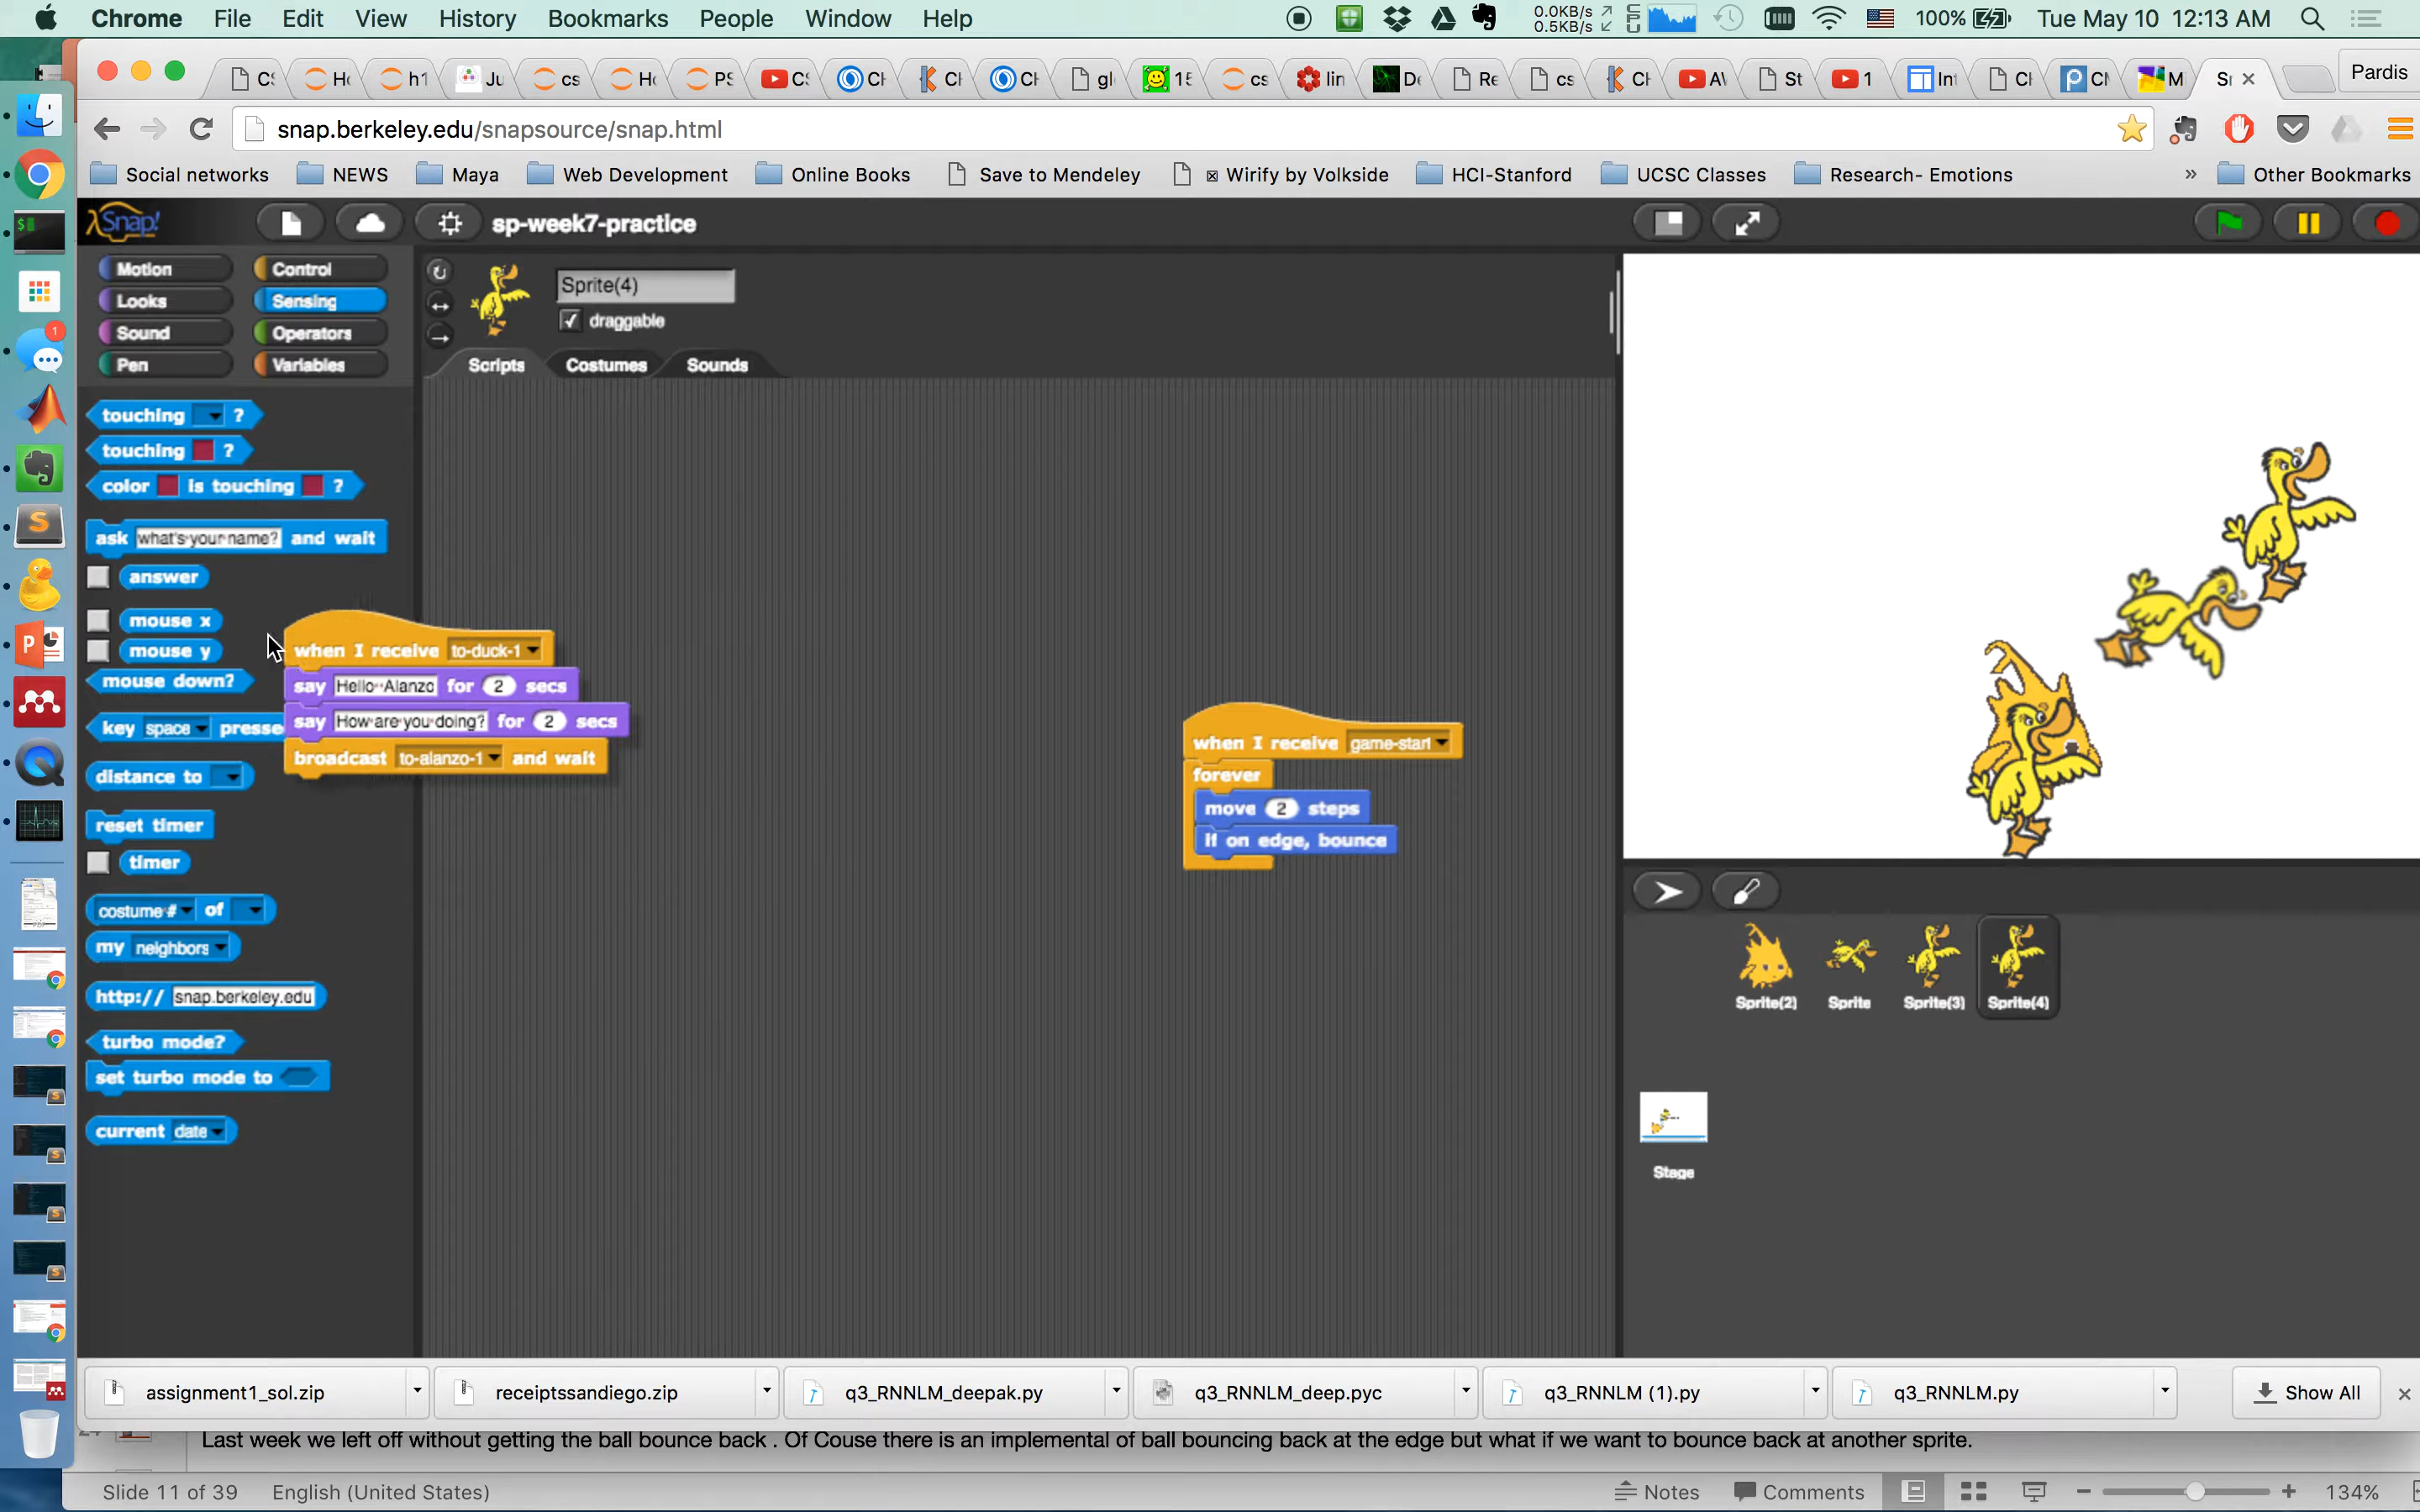 Chrome File Edit View History Bookmarks People Window Help 0.0KB/s 0.5KB/s CPU 100% Tue May 10 12:13 AM
Ju PS De Re St Int Pardis
snap.berkeley.edu/snapsource/snap.html
Social networks NEWS Maya Web Development Online Books Save to Mendeley Wirify by Volkside HCI-Stanford UCSC Classes Research- Emotions » Other Bookmarks
Snap! sp-week7-practice
Motion Control
Looks Sensing
Sound Operators
Pen Variables
Sprite(4)
draggable
Scripts Costumes Sounds
touching ?
touching ?
color is touching ?
ask what's your name? and wait
answer
mouse x
mouse y
mouse down?
key space presse
distance to
reset timer
timer
costume # of
my neighbors
http:// snap.berkeley.edu
turbo mode?
set turbo mode to
current date
when I receive to-duck-1
say Hello Alanzo for 2 secs
say How are you doing? for 2 secs
broadcast to-alanzo-1 and wait
when I receive game-start
forever
move 2 steps
if on edge, bounce
Sprite(2) Sprite Sprite(3) Sprite(4)
Stage
assignment1_sol.zip receiptssandiego.zip q3_RNNLM_deepak.py q3_RNNLM_deep.pyc q3_RNNLM (1).py q3_RNNLM.py Show All
Last week we left off without getting the ball bounce back . Of Couse there is an implemental of ball bouncing back at the edge but what if we want to bounce back at another sprite.
Slide 11 of 39 English (United States) Notes Comments 134%